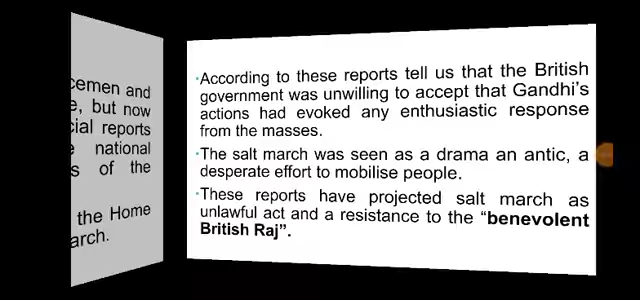 cemen and
e, but now
cial reports
national
s of the
the Home
arch.
·According to these reports tell us that the British
government was unwilling to accept that Gandhi's
actions had evoked any enthusiastic response
from the masses.
·The salt march was seen as a drama an antic, a
desperate effort to mobilise people.
·These reports have projected salt march as
unlawful act and a resistance to the “benevolent
British Raj”.